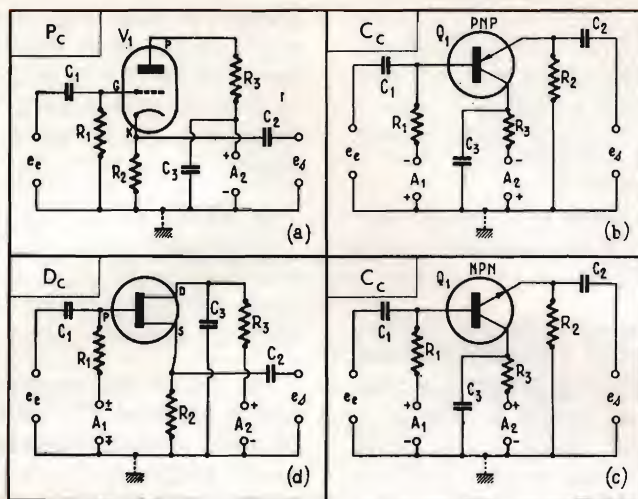 Pc
V1
P
C1
G
K
R1
R2
R3
C2
r
C3
+
A2
-
ee
es
(a)
Cc
PNP
Q1
C1
C2
R1
R2
R3
C3
-
A1
+
-
A2
+
ee
es
(b)
Dc
D
P
S
C1
C3
R1
R3
C2
R2
±
A1
∓
+
A2
-
ee
es
(d)
Cc
NPN
Q1
C1
C2
R1
R2
R3
C3
+
A1
-
+
A2
-
ee
es
(c)